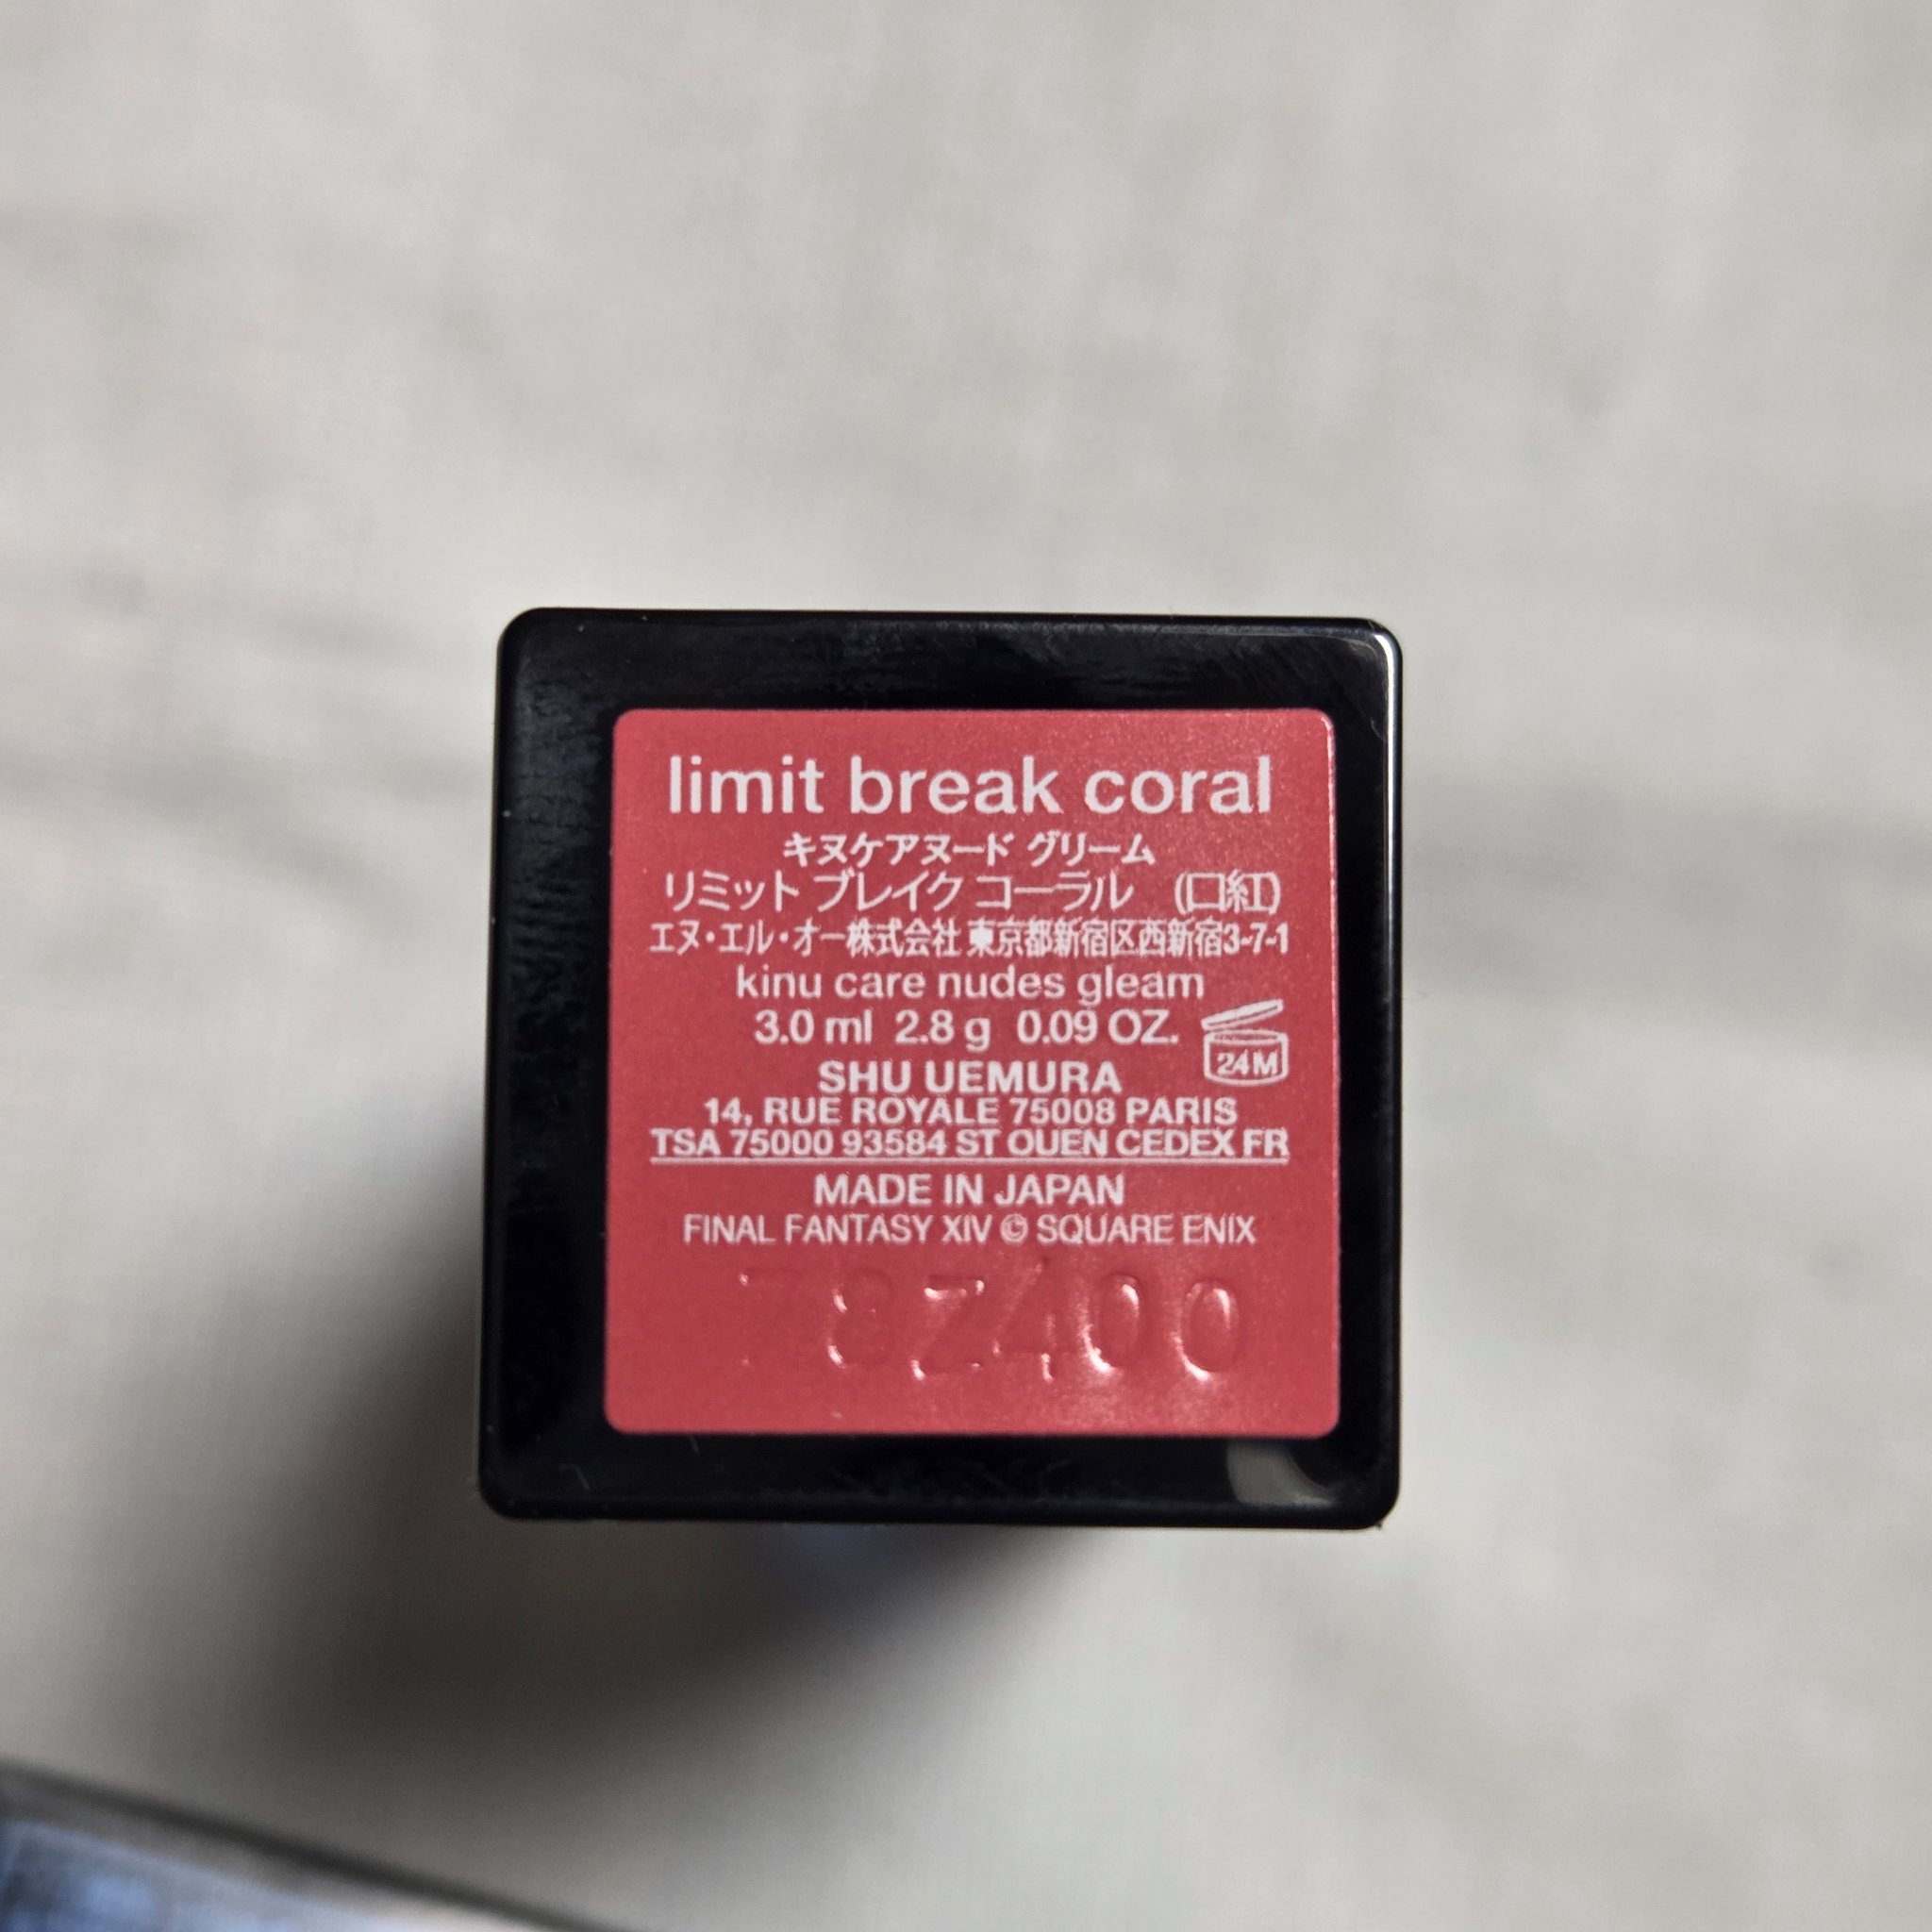 limit break coral
キヌケアヌード グリーム
リミット ブレイク コーラル (口紅)
エヌ・エル・オー株式会社 東京都新宿区西新宿3-7-1
kinu care nudes gleam
3.0 ml 2.8 g 0.09 OZ.
24M
SHU UEMURA
14, RUE ROYALE 75008 PARIS
TSA 75000 93584 ST OUEN CEDEX FR
MADE IN JAPAN
FINAL FANTASY XIV © SQUARE ENIX
78Z400